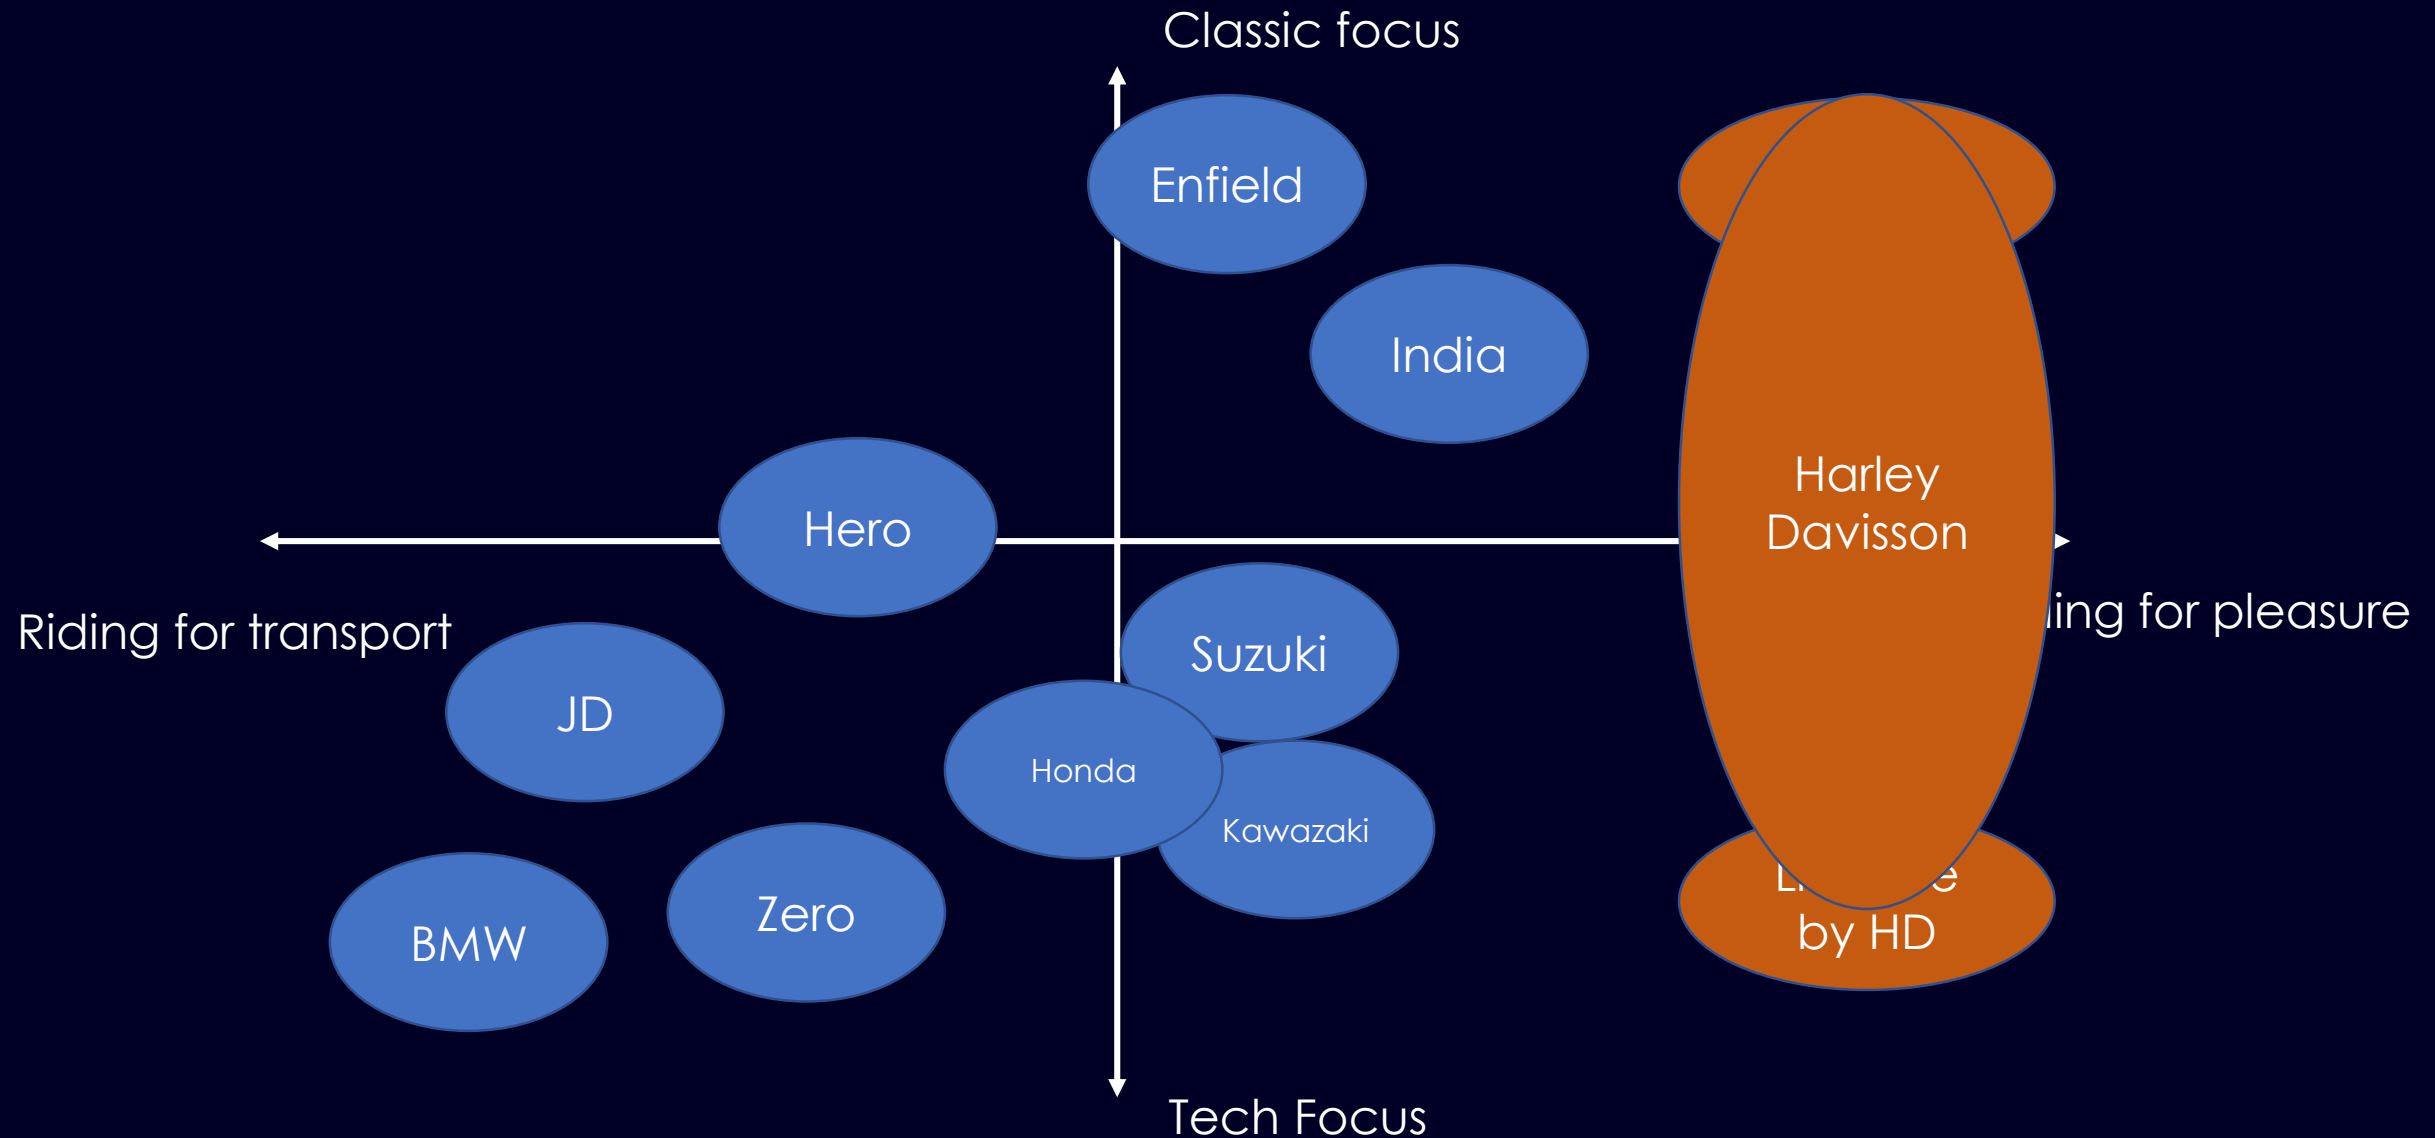 Classic focus
Enfield
India
Harley
Davisson
Hero
Riding for transport
ing for pleasure
Suzuki
JD
Honda
Kawazaki
Zero
BMW
by HD
Tech Focus